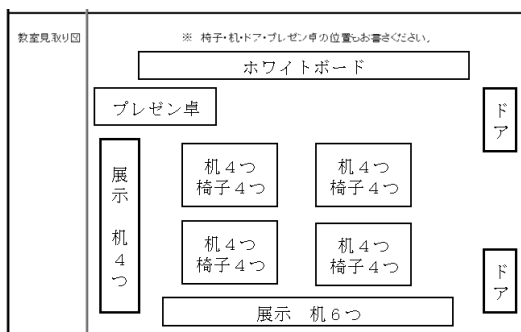 教室見取り図
※ 椅子・机・ドア・プレゼン卓の位置もお書きください。
ホワイトボード
プレゼン卓
ドア
展示 机4つ
机4つ
椅子4つ
机4つ
椅子4つ
机4つ
椅子4つ
机4つ
椅子4つ
ドア
展示 机6つ